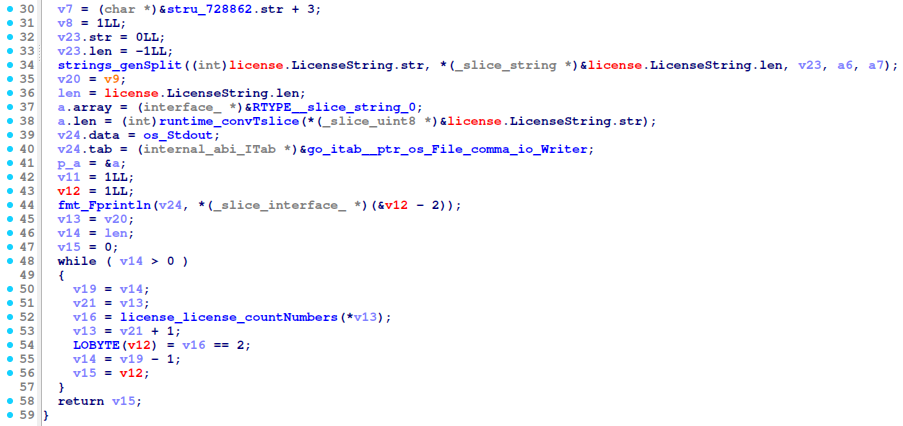 30 v7 = (char *)&stru_728862.str + 3;
31 v8 = 1LL;
32 v23.str = 0LL;
33 v23.len = -1LL;
34 strings_genSplit((int)license.LicenseString.str, *(_slice_string *)&license.LicenseString.len, v23, a6, a7);
35 v20 = v9;
36 len = license.LicenseString.len;
37 a.array = (interface_ *)&RTYPE__slice_string_0;
38 a.len = (int)runtime_convTslice(*(_slice_uint8 *)&license.LicenseString.str);
39 v24.data = os_Stdout;
40 v24.tab = (internal_abi_ITab *)&go_itab__ptr_os_File_comma_io_Writer;
41 p_a = &a;
42 v11 = 1LL;
43 v12 = 1LL;
44 fmt_Fprintln(v24, *(_slice_interface_ *)(&v12 - 2));
45 v13 = v20;
46 v14 = len;
47 v15 = 0;
48 while ( v14 > 0 )
49 {
50 v19 = v14;
51 v21 = v13;
52 v16 = license_license_countNumbers(*v13);
53 v13 = v21 + 1;
54 LOBYTE(v12) = v16 == 2;
55 v14 = v19 - 1;
56 v15 = v12;
57 }
58 return v15;
59 }